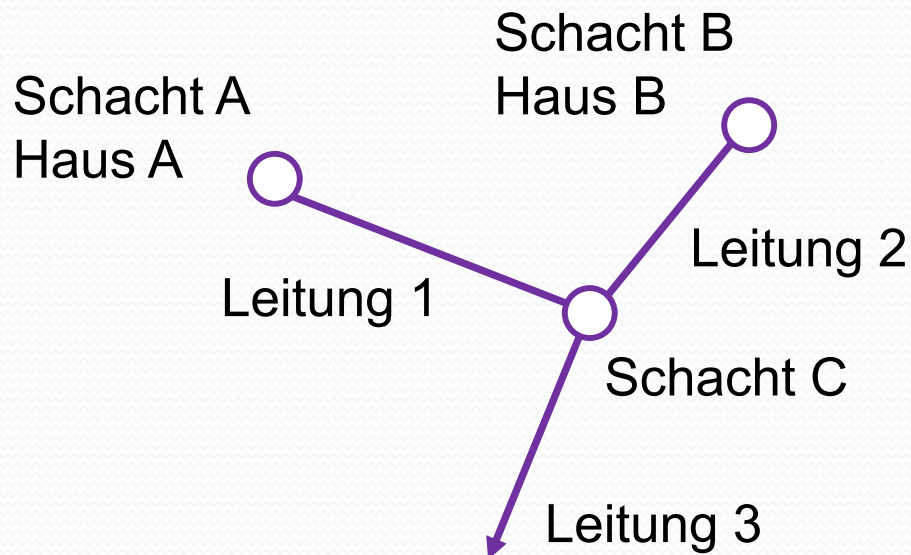 Schacht A
Haus A
Schacht B
Haus B
Leitung 1
Leitung 2
Schacht C
Leitung 3